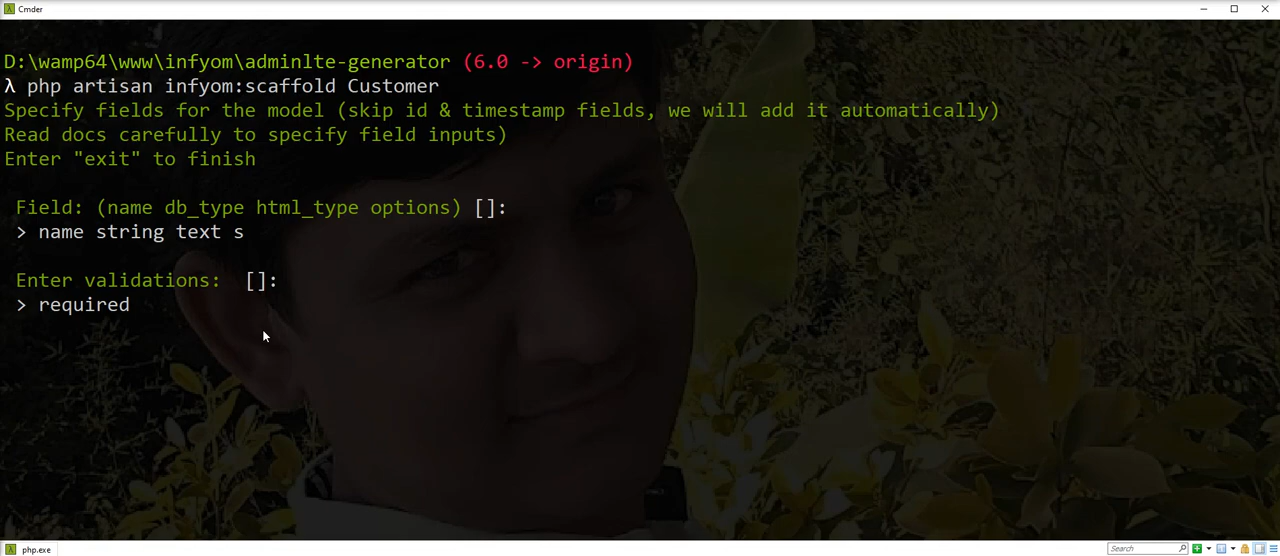 Cmder
D:\wamp64\www\infyom\adminlte-generator (6.0 -> origin)
λ php artisan infyom:scaffold Customer
Specify fields for the model (skip id & timestamp fields, we will add it automatically)
Read docs carefully to specify field inputs)
Enter "exit" to finish
Field: (name db_type html_type options) []:
> name string text s
Enter validations:  []:
> required
php.exe
Search